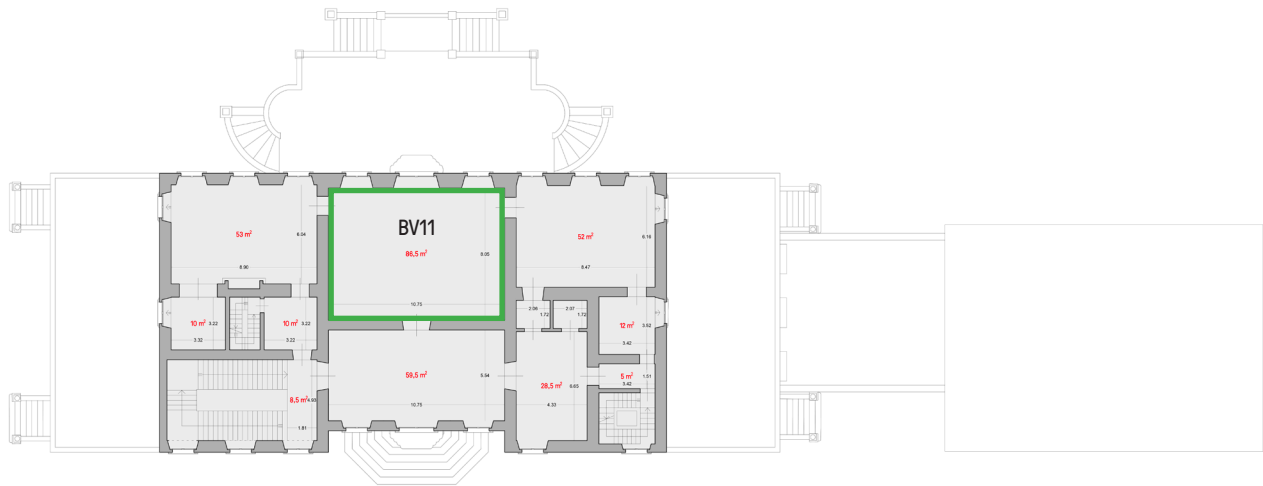 BV11
53 m²
6.04
8.90
86,5 m²
8.05
10.75
52 m²
6.16
8.47
10 m²
3.22
3.32
10 m²
3.22
3.22
2.06
1.72
2.07
1.72
12 m²
3.52
3.42
59,5 m²
5.54
10.75
28,5 m²
6.65
4.33
5 m²
1.51
3.42
8,5 m²
4.93
1.81